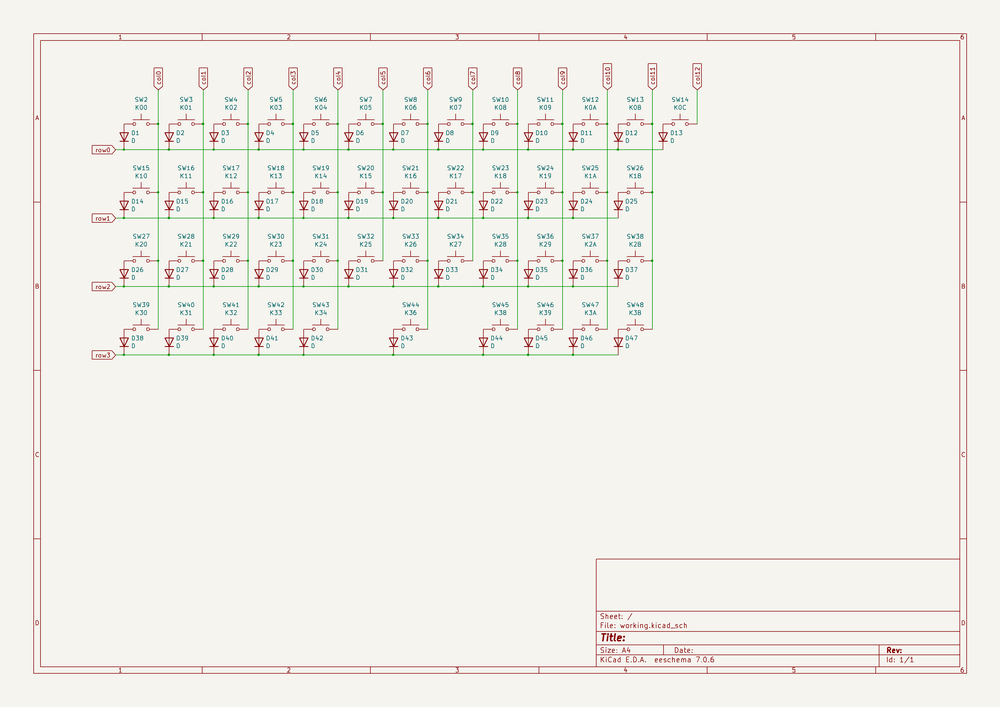 1 2 3 4 5 6
col0 col1 col2 col3 col4 col5 col6 col7 col8 col9 col10 col11 col12
SW2 SW3 SW4 SW5 SW6 SW7 SW8 SW9 SW10 SW11 SW12 SW13 SW14
K00 K01 K02 K03 K04 K05 K06 K07 K08 K09 K0A K0B K0C
A A
D1 D2 D3 D4 D5 D6 D7 D8 D9 D10 D11 D12 D13
D D D D D D D D D D D D D
row0
SW15 SW16 SW17 SW18 SW19 SW20 SW21 SW22 SW23 SW24 SW25 SW26
K10 K11 K12 K13 K14 K15 K16 K17 K18 K19 K1A K1B
D14 D15 D16 D17 D18 D19 D20 D21 D22 D23 D24 D25
D D D D D D D D D D D D
row1
SW27 SW28 SW29 SW30 SW31 SW32 SW33 SW34 SW35 SW36 SW37 SW38
K20 K21 K22 K23 K24 K25 K26 K27 K28 K29 K2A K2B
D26 D27 D28 D29 D30 D31 D32 D33 D34 D35 D36 D37
D D D D D D D D D D D D
row2
B B
SW39 SW40 SW41 SW42 SW43 SW44 SW45 SW46 SW47 SW48
K30 K31 K32 K33 K34 K36 K38 K39 K3A K3B
D38 D39 D40 D41 D42 D43 D44 D45 D46 D47
D D D D D D D D D D
row3
C C
Sheet: /
File: working.kicad_sch
D D
Title:
Size: A4 Date: Rev:
KiCad E.D.A. eeschema 7.0.6 Id: 1/1
1 2 3 4 5 6